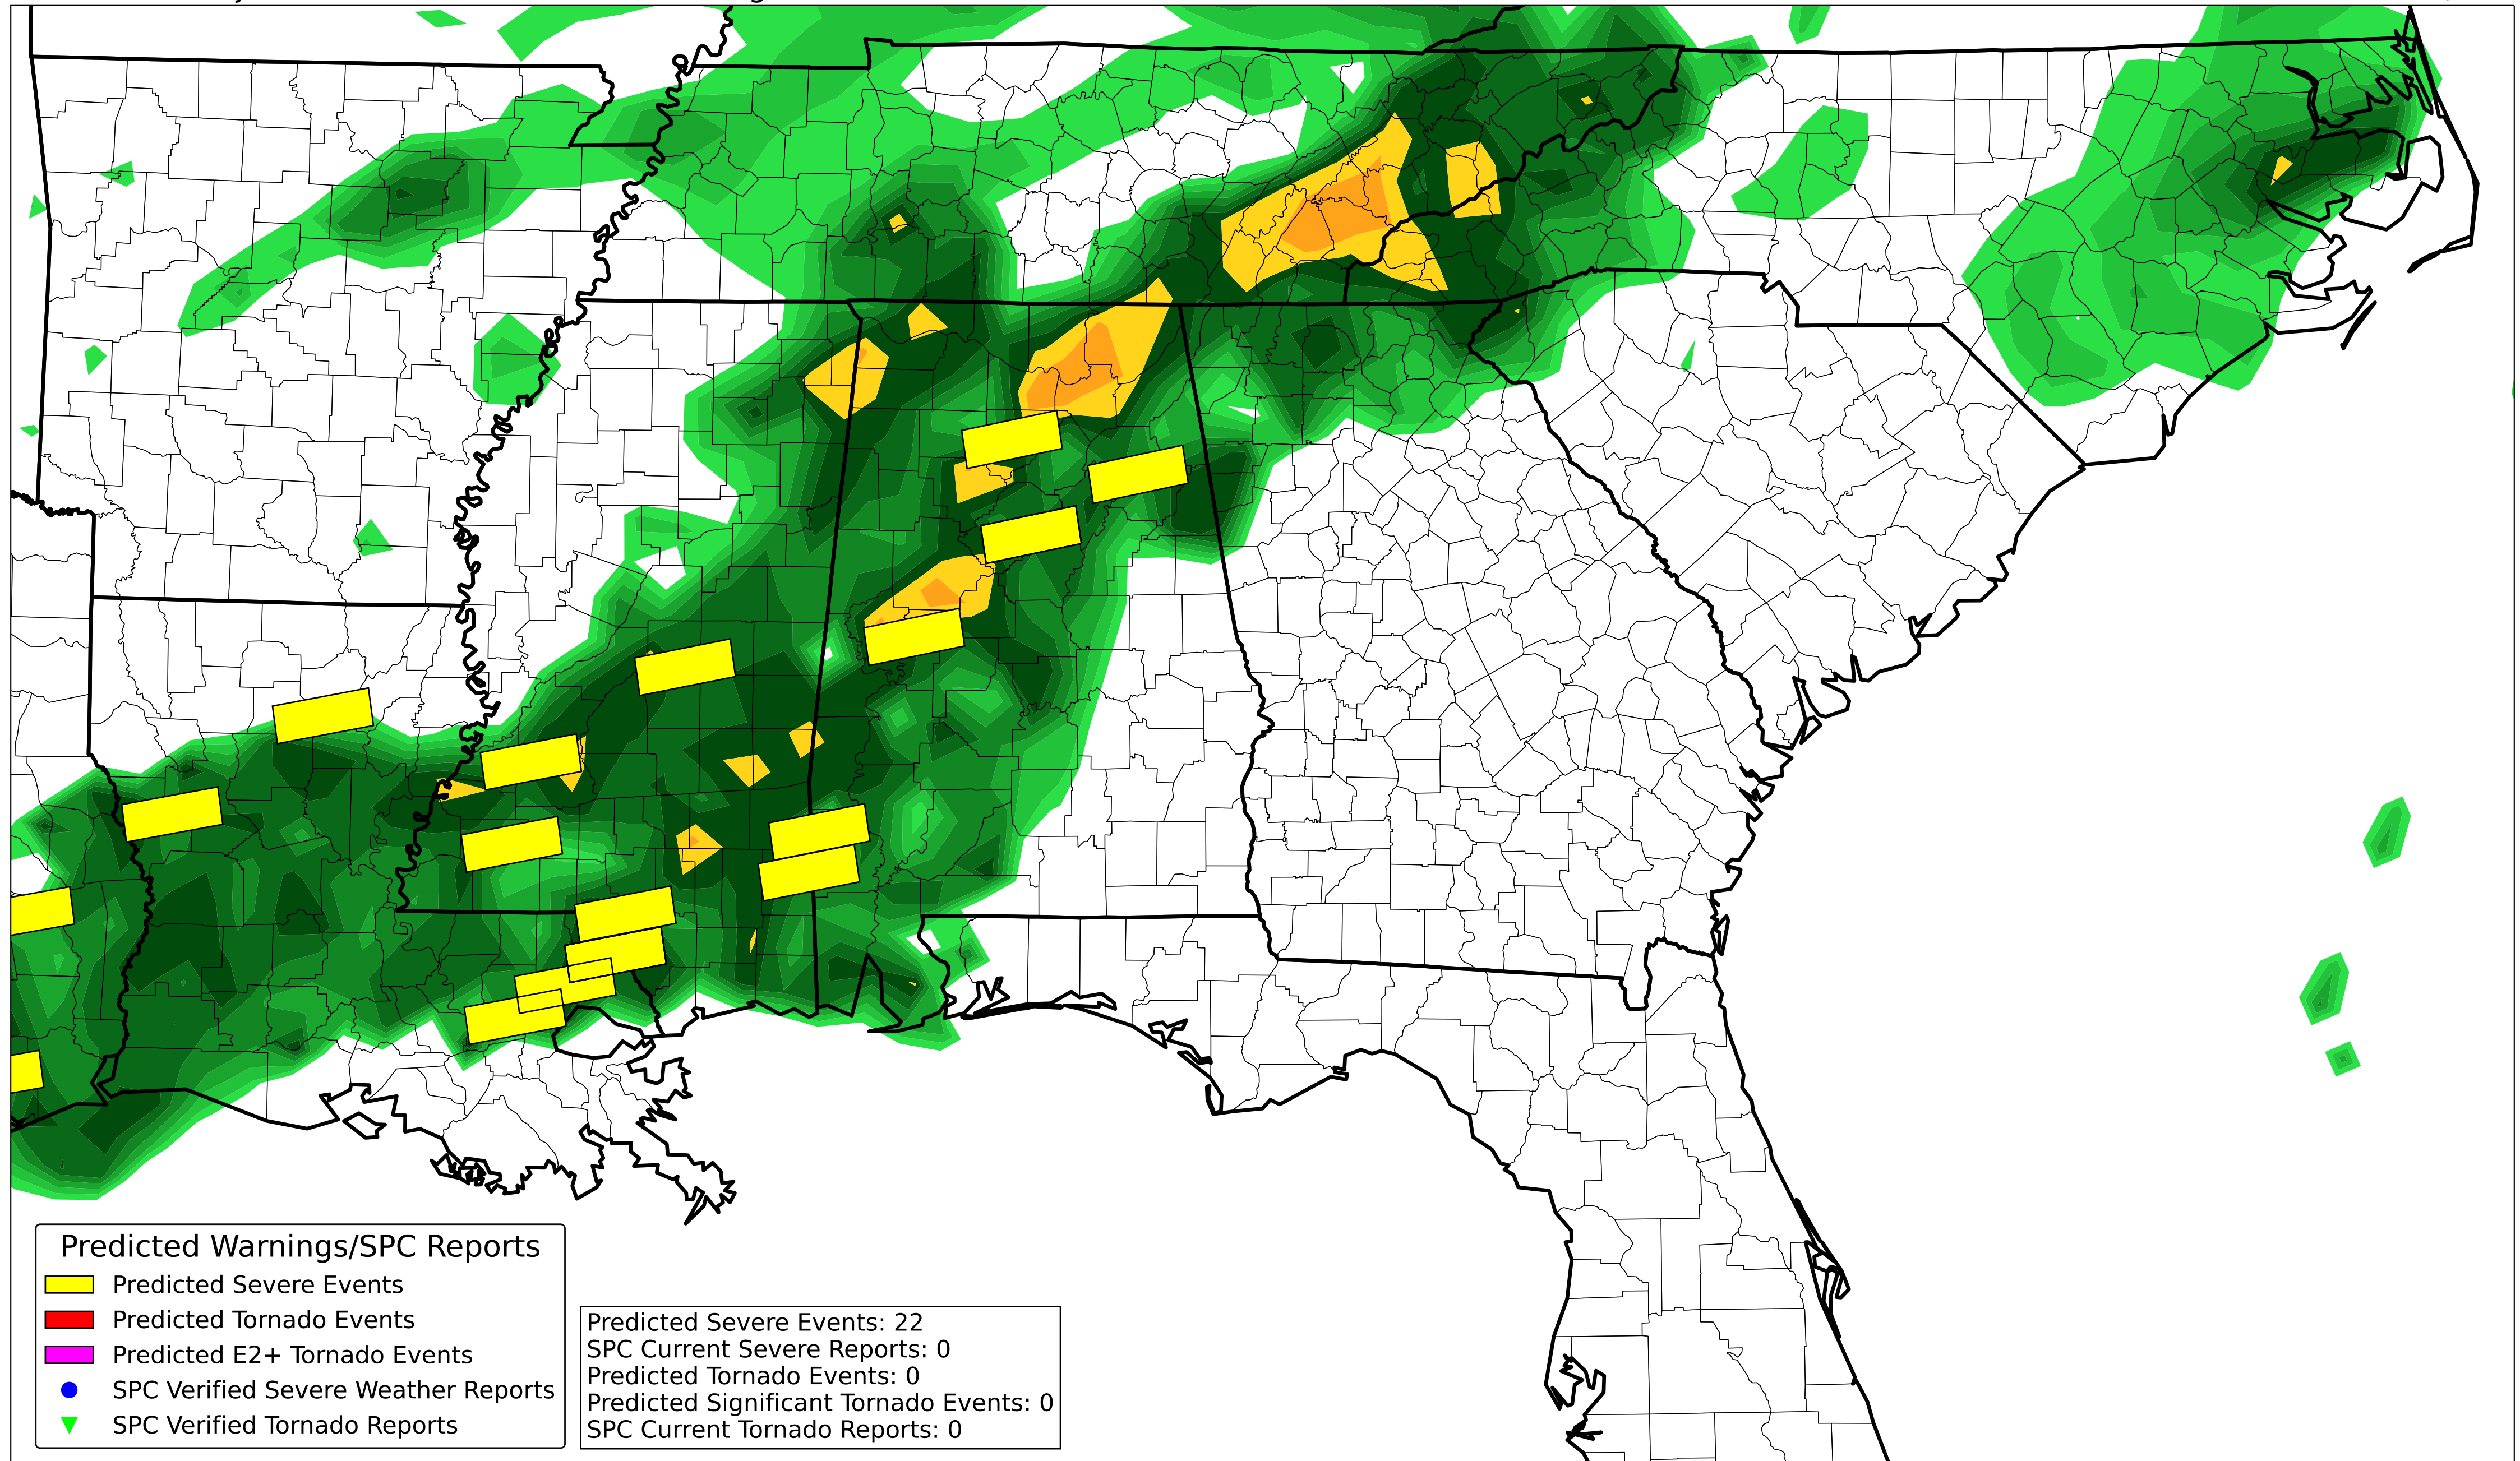 Predicted Warnings/SPC Reports
Predicted Severe Events
Predicted Tornado Events
Predicted E2+ Tornado Events
SPC Verified Severe Weather Reports
SPC Verified Tornado Reports
Predicted Severe Events: 22
SPC Current Severe Reports: 0
Predicted Tornado Events: 0
Predicted Significant Tornado Events: 0
SPC Current Tornado Reports: 0